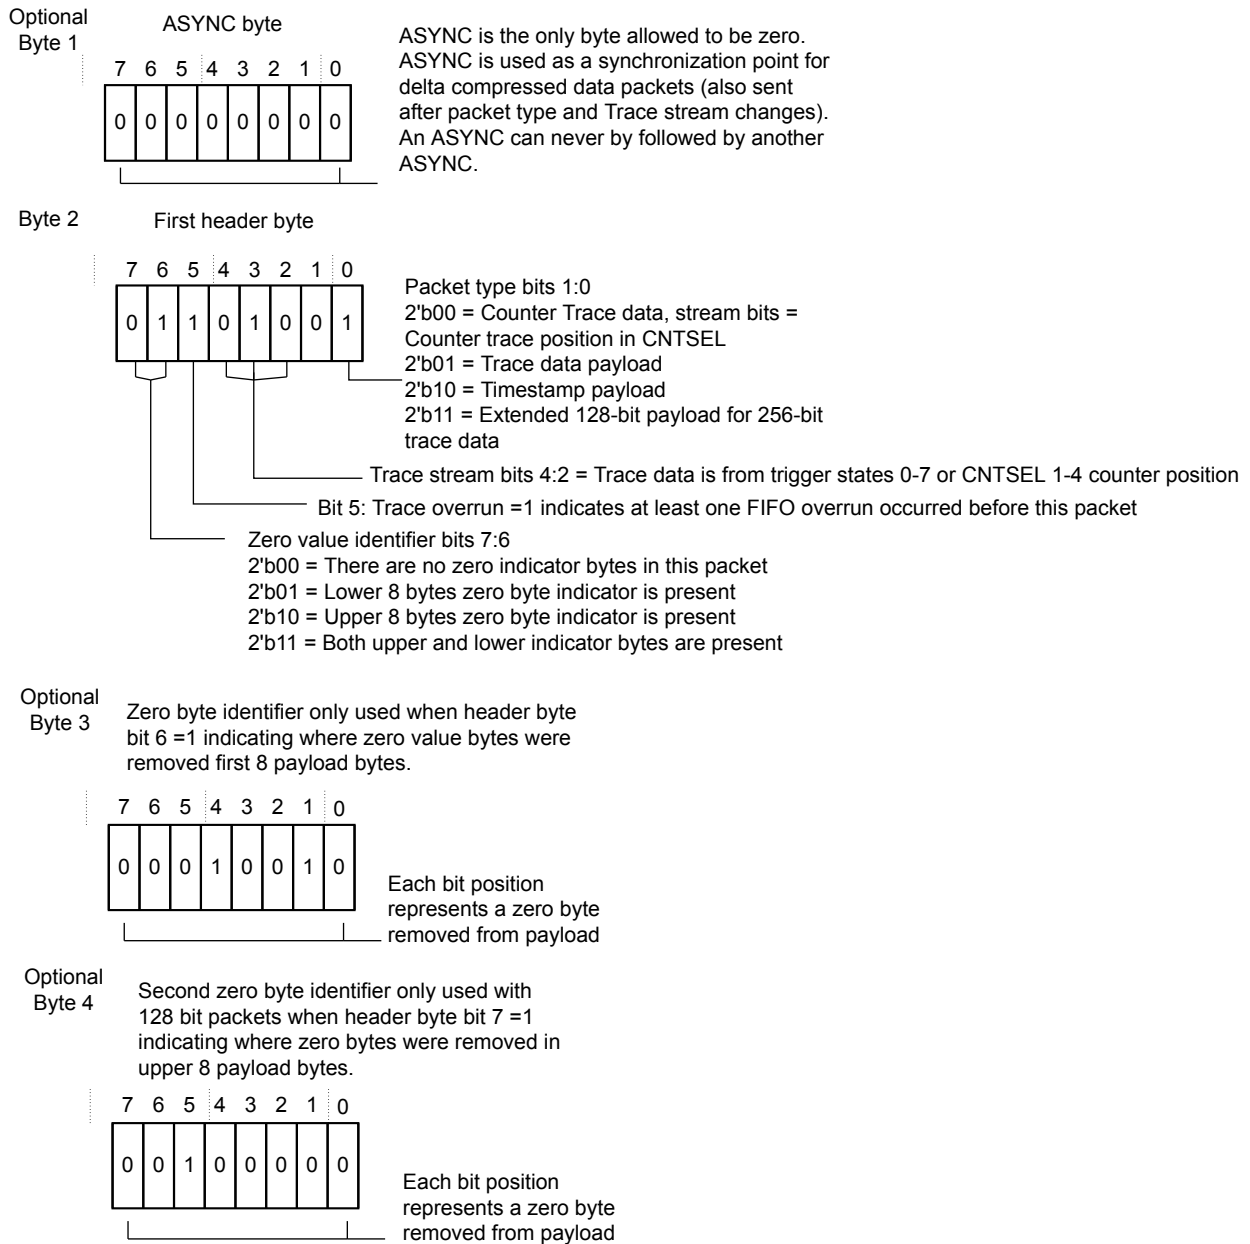 Optional
Byte 1
ASYNC byte
7 6 5 4 3 2 1 0
0 0 0 0 0 0 0 0
ASYNC is the only byte allowed to be zero.
ASYNC is used as a synchronization point for
delta compressed data packets (also sent
after packet type and Trace stream changes).
An ASYNC can never by followed by another
ASYNC.
Byte 2
First header byte
7 6 5 4 3 2 1 0
0 1 1 0 1 0 0 1
Packet type bits 1:0
2'b00 = Counter Trace data, stream bits =
Counter trace position in CNTSEL
2'b01 = Trace data payload
2'b10 = Timestamp payload
2'b11 = Extended 128-bit payload for 256-bit
trace data
Trace stream bits 4:2 = Trace data is from trigger states 0-7 or CNTSEL 1-4 counter position
Bit 5: Trace overrun =1 indicates at least one FIFO overrun occurred before this packet
Zero value identifier bits 7:6
2'b00 = There are no zero indicator bytes in this packet
2'b01 = Lower 8 bytes zero byte indicator is present
2'b10 = Upper 8 bytes zero byte indicator is present
2'b11 = Both upper and lower indicator bytes are present
Optional
Byte 3
Zero byte identifier only used when header byte
bit 6 =1 indicating where zero value bytes were
removed first 8 payload bytes.
7 6 5 4 3 2 1 0
0 0 0 1 0 0 1 0
Each bit position
represents a zero byte
removed from payload
Optional
Byte 4
Second zero byte identifier only used with
128 bit packets when header byte bit 7 =1
indicating where zero bytes were removed in
upper 8 payload bytes.
7 6 5 4 3 2 1 0
0 0 1 0 0 0 0 0
Each bit position
represents a zero byte
removed from payload